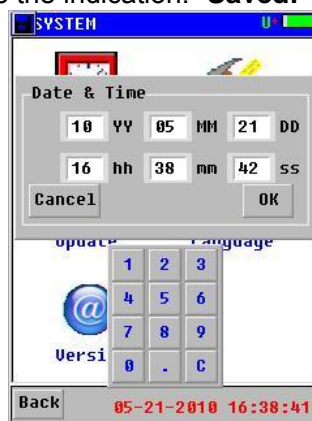 the indication: "Saved!
SYSTEM U+
Date & Time
10 YY 05 MM 21 DD
16 hh 38 mm 42 ss
Cancel OK
Update Language
1 2 3
4 5 6
7 8 9
0 . C
Versi
Back 05-21-2010 16:38:41